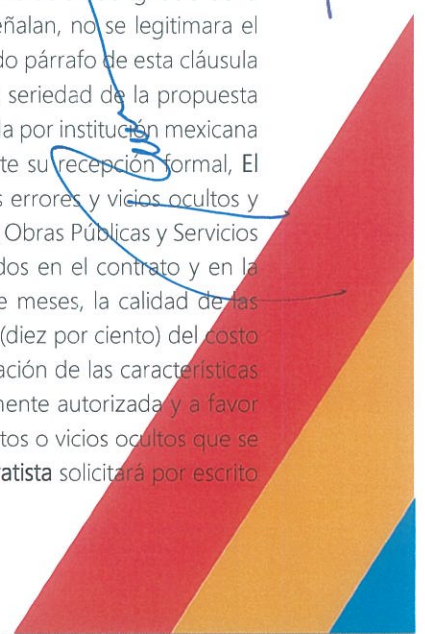 eñalan, no se legitimara el
do párrafo de esta cláusula
seriedad de la propuesta
da por institución mexicana
te su recepción formal, El
s errores y vicios ocultos y
Obras Públicas y Servicios
dos en el contrato y en la
e meses, la calidad de las
(diez por ciento) del costo
ación de las características
mente autorizada y a favor
tos o vicios ocultos que se
ratista solicitará por escrito